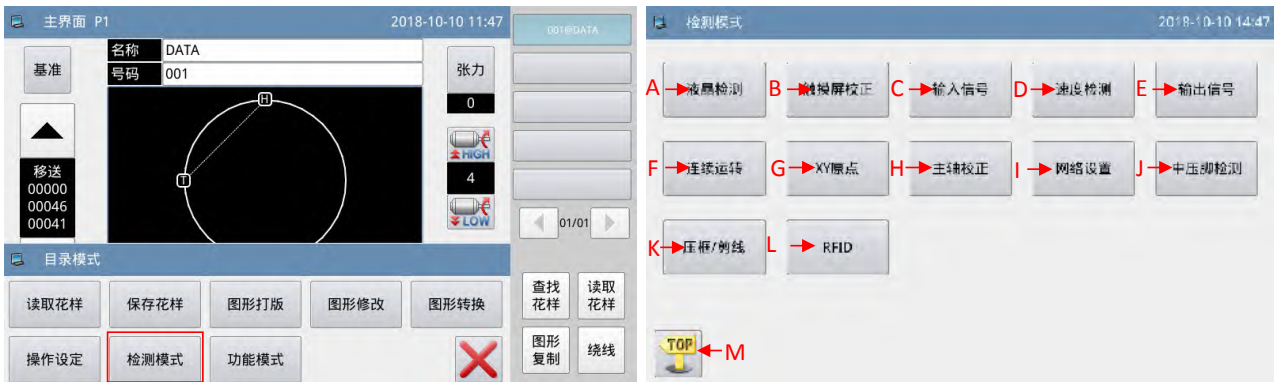 主界面 P1 2018-10-10 11:47
001@DATA
名称 DATA
号码 001
基准
张力
0
HIGH
4
LOW
移送
00000
00046
00041
H
T
01/01
目录模式
读取花样 保存花样 图形打版 图形修改 图形转换
操作设定 检测模式 功能模式
查找花样
读取花样
图形复制
绕线
检测模式 2018-10-10 14:47
A 液晶检测 B 触摸屏校正 C 输入信号 D 速度检测 E 输出信号
F 连续运转 G XY原点 H 主轴校正 I 网络设置 J 中压脚检测
K 压框/剪线 L RFID
TOP M